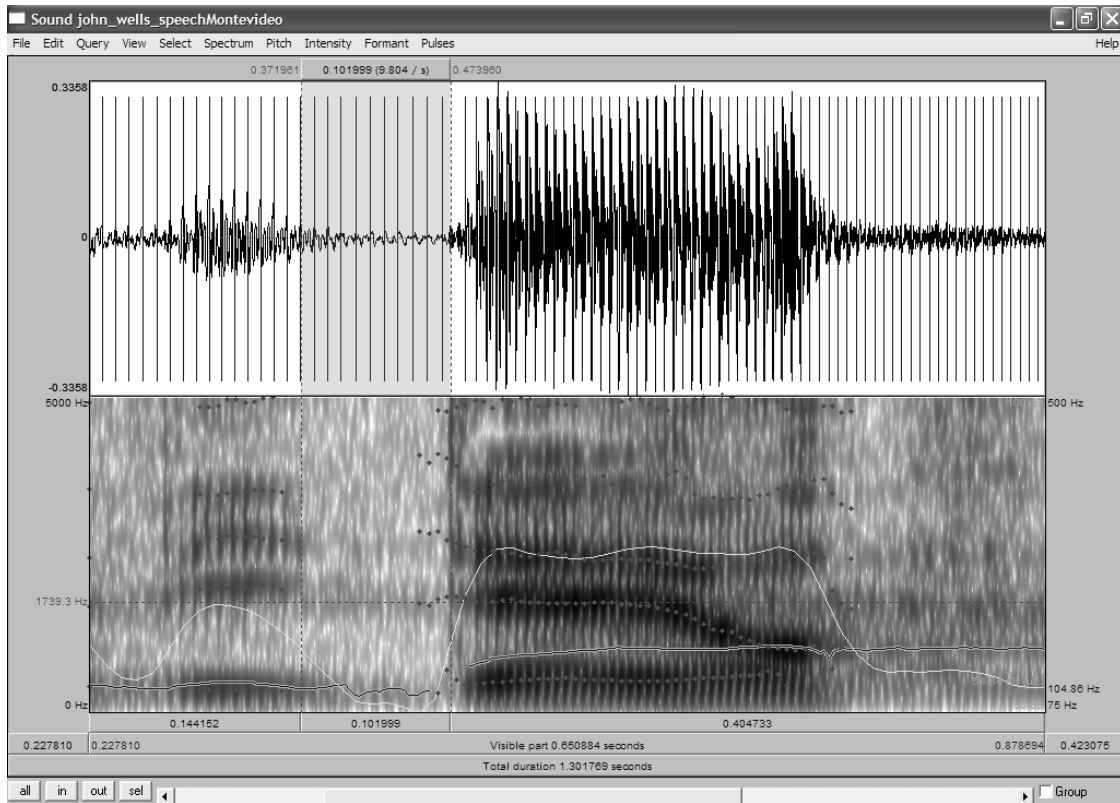 Sound john_wells_speechMontevideo
File Edit Query View Select Spectrum Pitch Intensity Formant Pulses Help
0.371961 0.101999 (9.804 / s) 0.473960
0.3358
0
-0.3358
5000 Hz 500 Hz
1739.3 Hz
104.86 Hz
0 Hz 75 Hz
0.144152 0.101999 0.404733
0.227810 0.227810 Visible part 0.650884 seconds 0.878694 0.423075
Total duration 1.301769 seconds
all in out sel Group